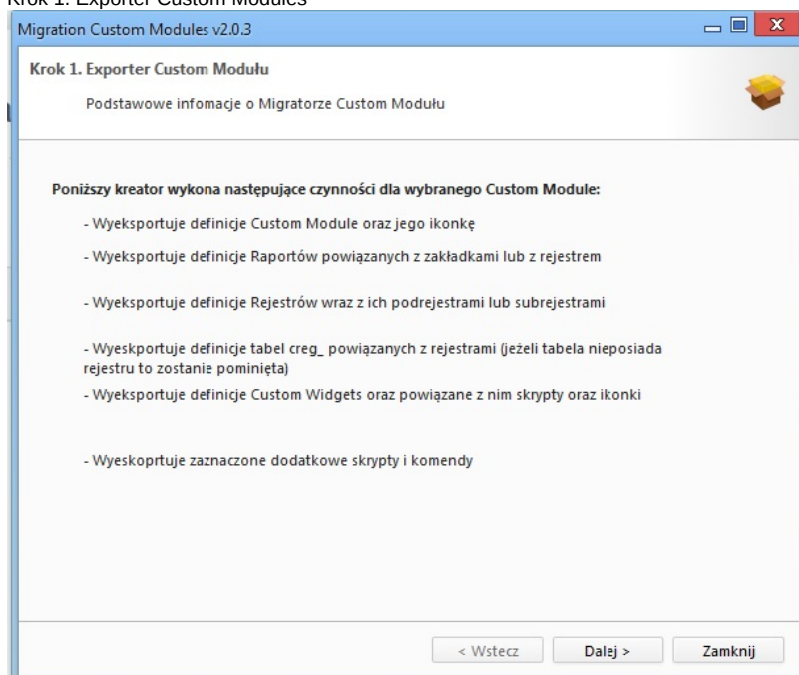 Krok 1. Exporter Custom Modules
Migration Custom Modules v2.0.3
Krok 1. Exporter Custom Modułu
Podstawowe infomacje o Migratorze Custom Modułu
Poniższy kreator wykona następujące czynności dla wybranego Custom Module:
- Wyeksportuje definicje Custom Module oraz jego ikonkę
- Wyeksportuje definicje Raportów powiązanych z zakładkami lub z rejestrem
- Wyeksportuje definicje Rejestrów wraz z ich podrejestrami lub subrejestrami
- Wyeskportuje definicje tabel creg_ powiązanych z rejestrami (jeżeli tabela nieposiada
rejestru to zostanie pominięta)
- Wyeksportuje definicje Custom Widgets oraz powiązane z nim skrypty oraz ikonki
- Wyeskoprtuje zaznaczone dodatkowe skrypty i komendy
< Wstecz
Dalej >
Zamknij